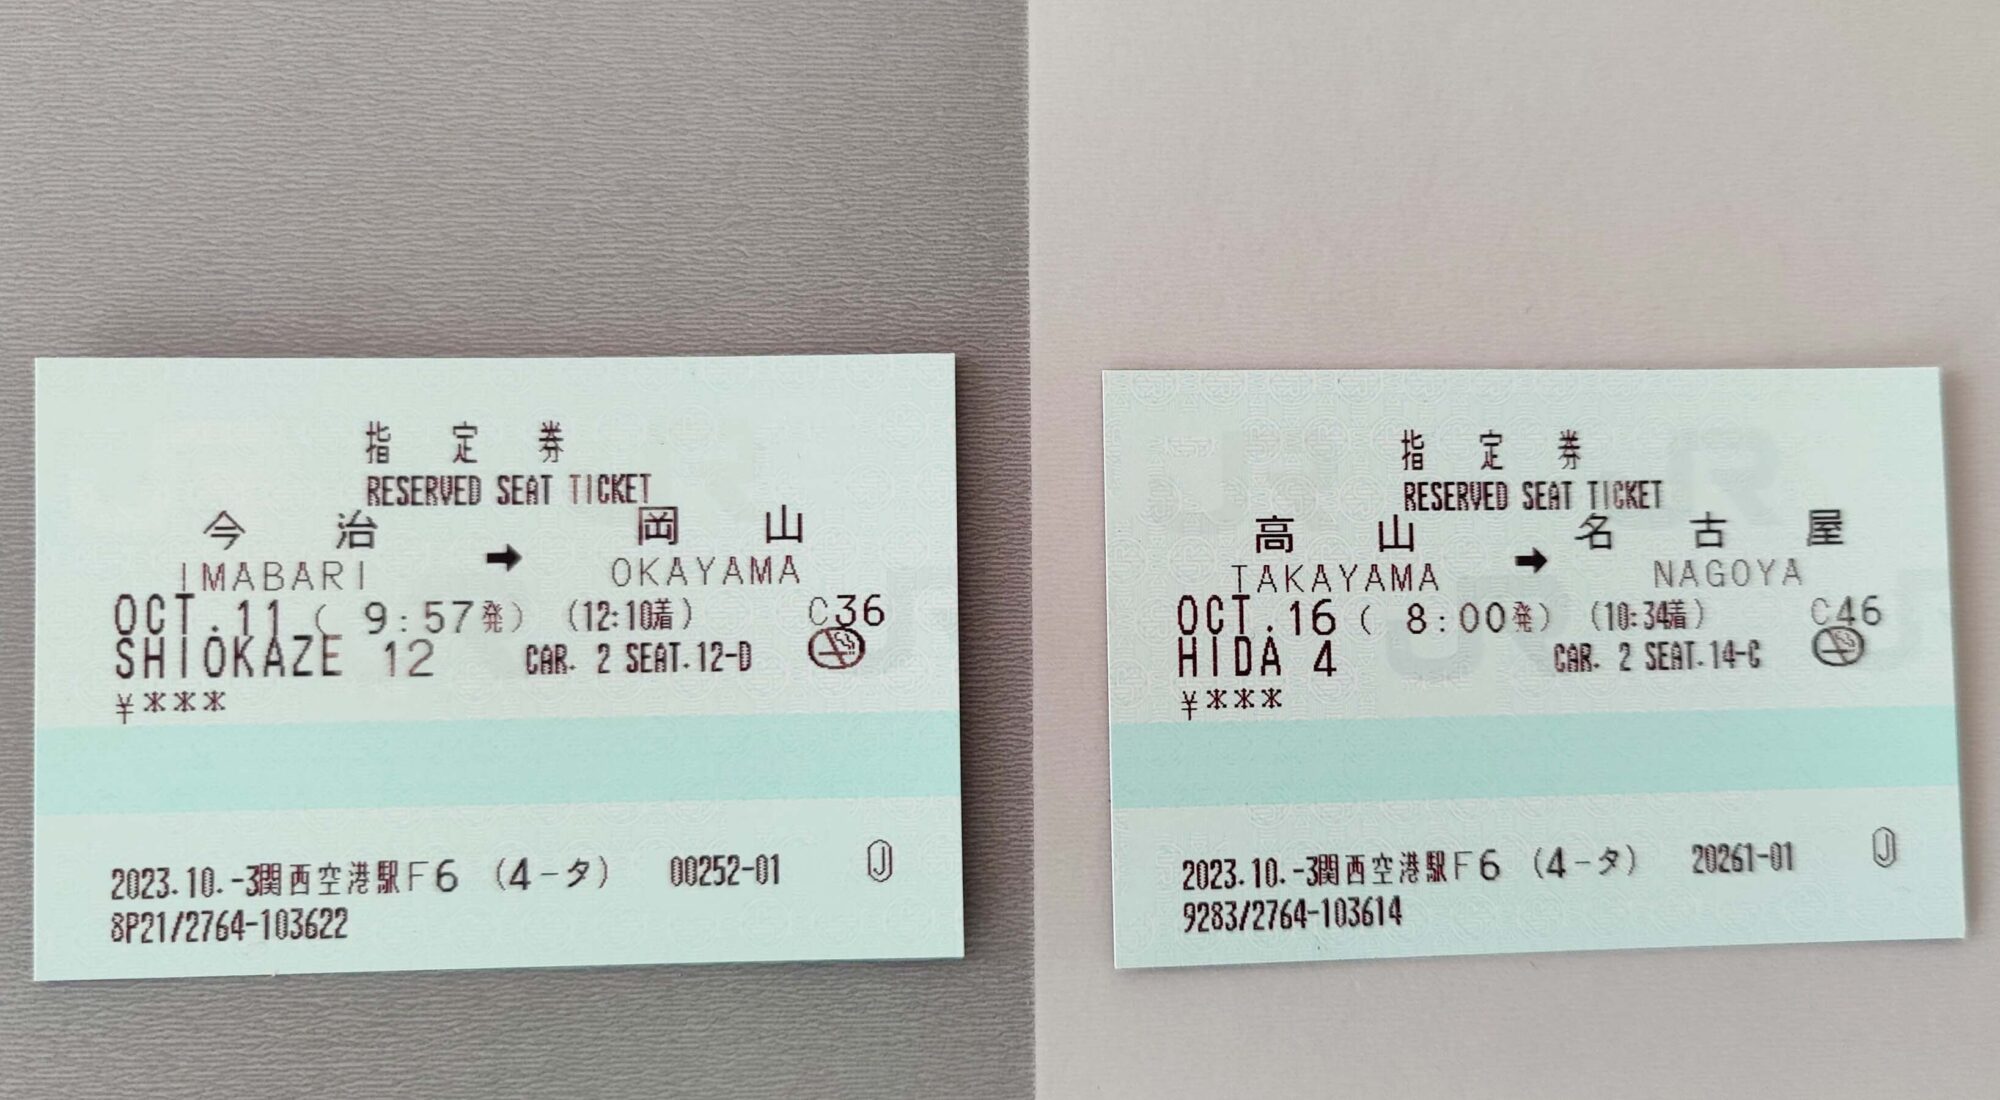 指定券
RESERVED SEAT TICKET
今治 → 岡山
IMABARI OKAYAMA
OCT.11 ( 9:57発) (12:10着) C36
SHIOKAZE 12 CAR. 2 SEAT.12-D
¥***
2023.10.-3関西空港駅F6 (4-タ) 00252-01 J
8P21/2764-103622
指定券
RESERVED SEAT TICKET
高山 → 名古屋
TAKAYAMA NAGOYA
OCT.16 ( 8:00発) (10:34着) C46
HIDA 4 CAR. 2 SEAT.14-C
¥***
2023.10.-3関西空港駅F6 (4-タ) 20261-01 J
9283/2764-103614